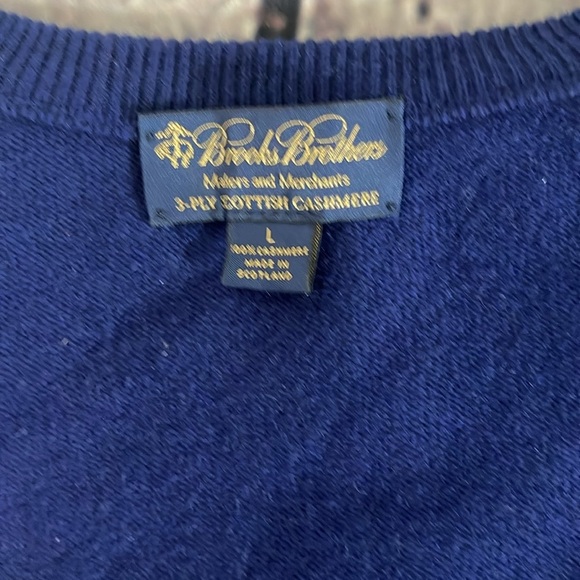 Brooks Brothers
Makers and Merchants
3-PLY SCOTTISH CASHMERE
L
100% CASHMERE
MADE IN
SCOTLAND